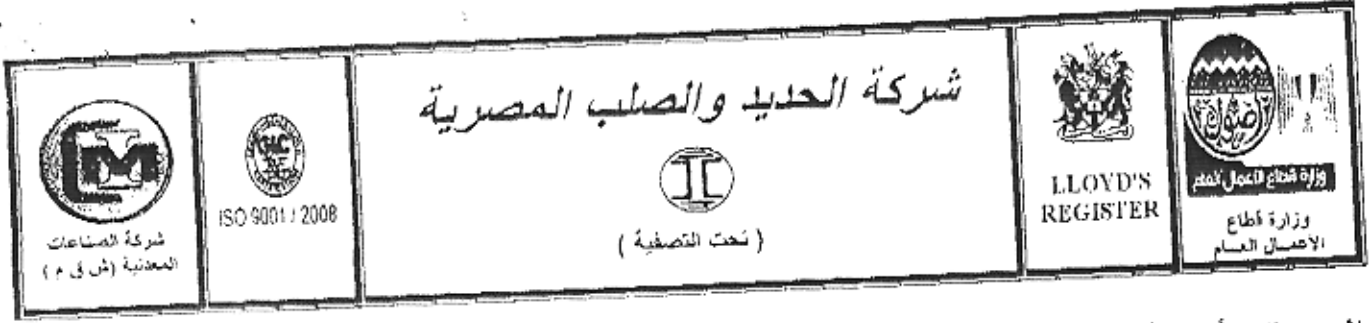 وزارة قطاع الأعمال العام
وزارة قطاع
الاعمال العام
LLOYD'S
REGISTER
شركة الحديد والصلب المصرية
( تحت التصفية )
ISO 9001 / 2008
شركة الصناعات
المعدنية (ش ق م )